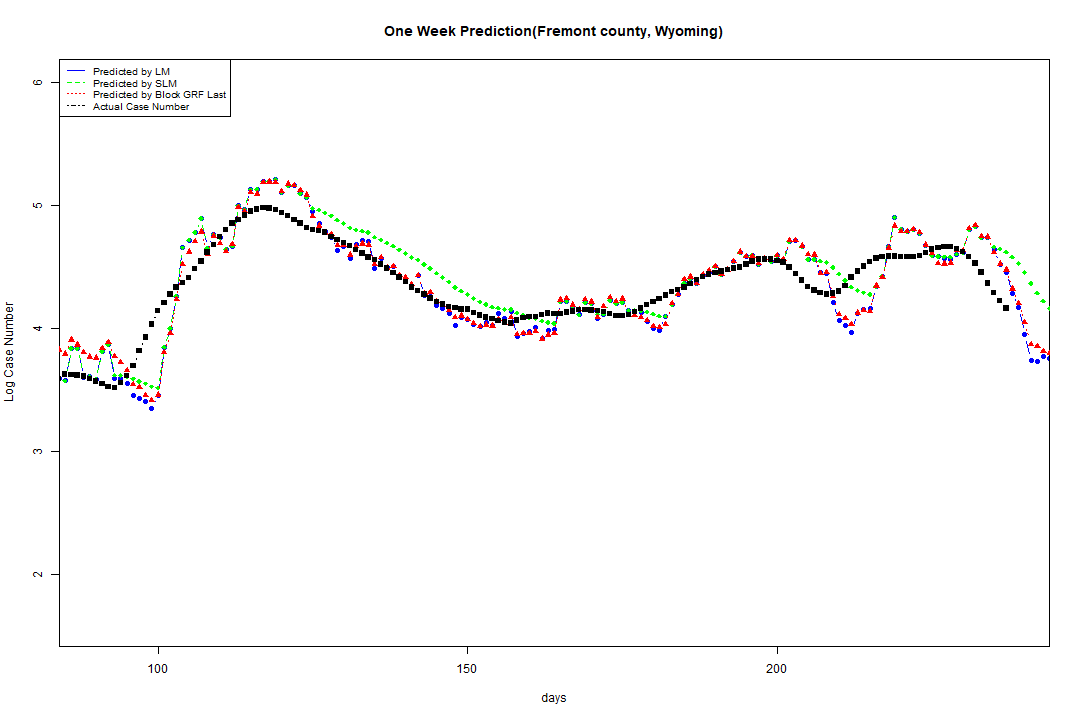 One Week Prediction(Fremont county, Wyoming)
Predicted by LM
Predicted by SLM
Predicted by Block GRF Last
Actual Case Number
6
5
4
3
2
Log Case Number
100 150 200
days